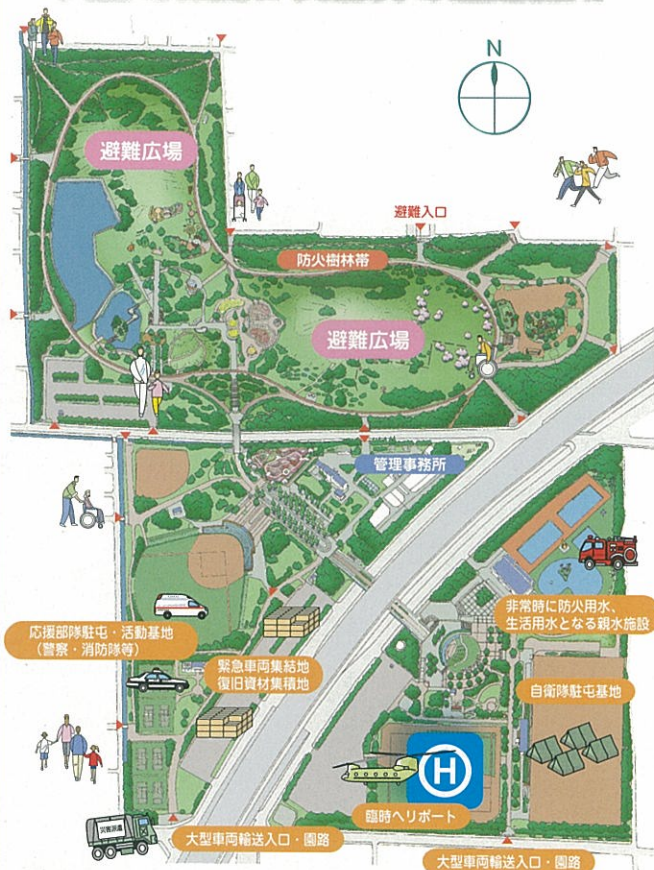 N
避難広場
避難入口
防火樹林帯
避難広場
管理事務所
非常時に防火用水、
生活用水となる親水施設
応援部隊駐屯・活動基地
（警察・消防隊等）
緊急車両集結地
復旧資材集積地
自衛隊駐屯基地
H
臨時ヘリポート
災害派遣
大型車両輸送入口・園路
大型車両輸送入口・園路